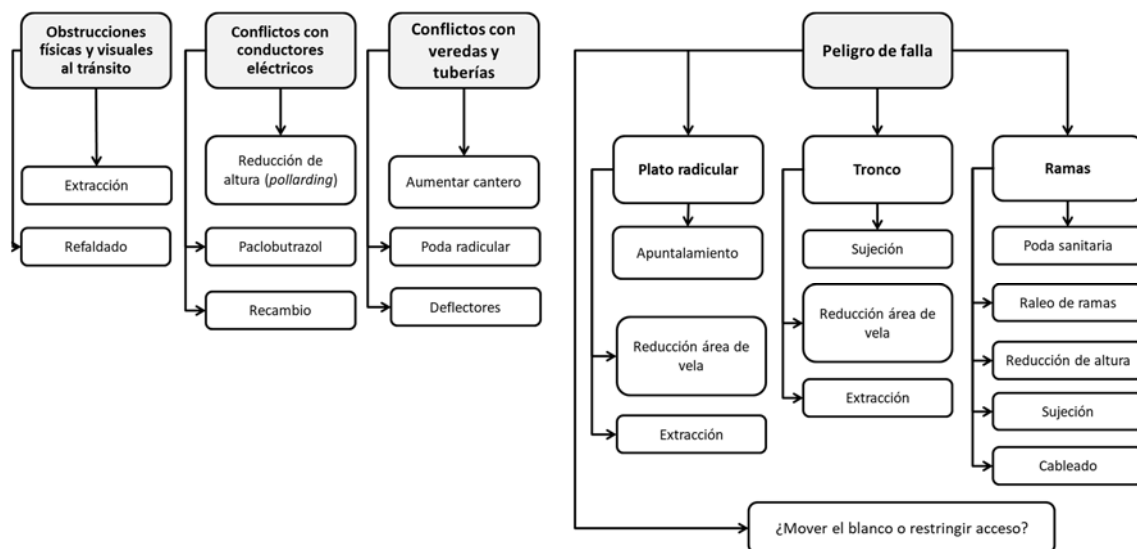 Obstrucciones
físicas y visuales
al tránsito
Extracción
Refaldado
Conflictos con
conductores
eléctricos
Reducción de
altura (pollarding)
Paclobutrazol
Recambio
Conflictos con
veredas y
tuberías
Aumentar cantero
Poda radicular
Deflectores
Peligro de falla
Plato radicular
Apuntalamiento
Reducción área de
vela
Extracción
Tronco
Sujeción
Reducción área de
vela
Extracción
Ramas
Poda sanitaria
Raleo de ramas
Reducción de altura
Sujeción
Cableado
¿Mover el blanco o restringir acceso?